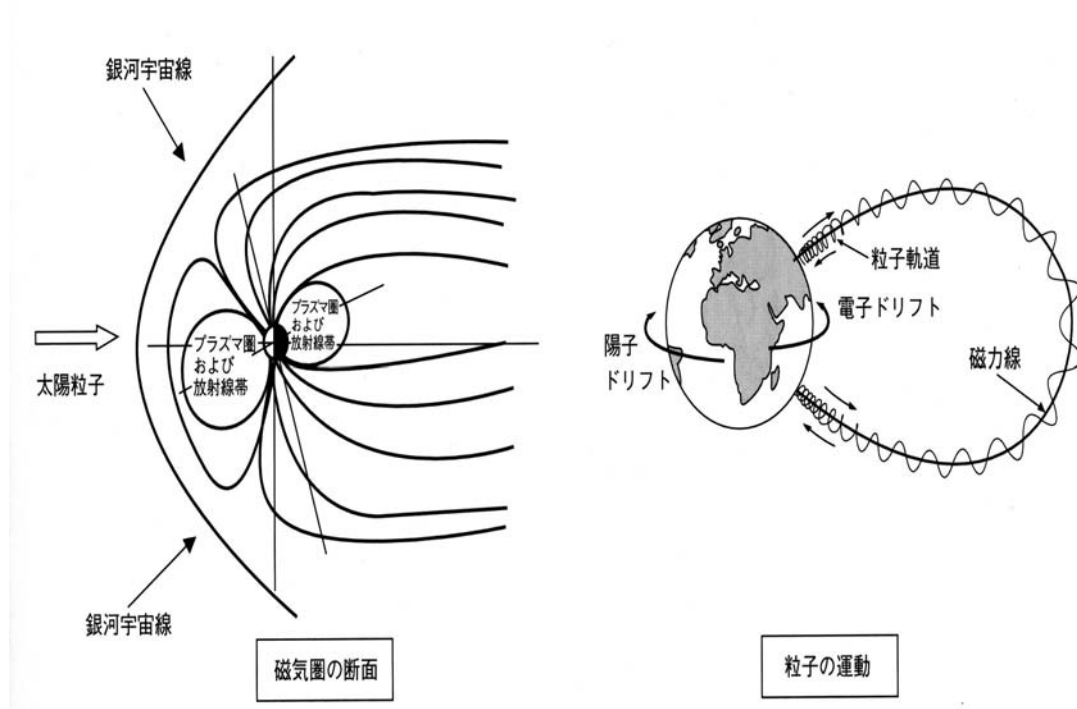 銀河宇宙線
プラズマ圏
および
放射線帯
プラズマ圏
および
放射線帯
太陽粒子
銀河宇宙線
磁気圏の断面
粒子軌道
電子ドリフト
陽子
ドリフト
磁力線
粒子の運動